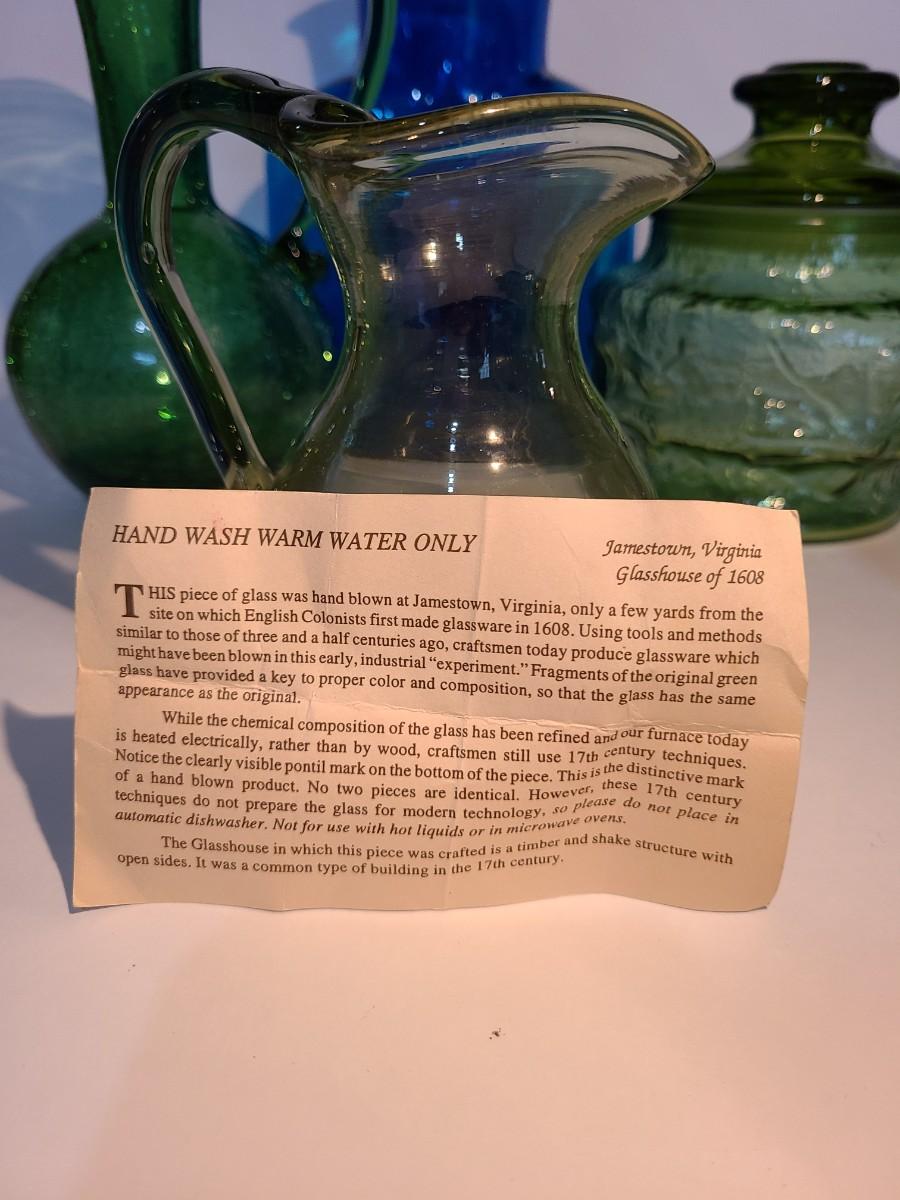 HAND WASH WARM WATER ONLY
Jamestown, Virginia
Glasshouse of 1608
THIS piece of glass was hand blown at Jamestown, Virginia, only a few yards from the
site on which English Colonists first made glassware in 1608. Using tools and methods
similar to those of three and a half centuries ago, craftsmen today produce glassware which
might have been blown in this early, industrial “experiment.” Fragments of the original green
glass have provided a key to proper color and composition, so that the glass has the same
appearance as the original.
While the chemical composition of the glass has been refined and our furnace today
is heated electrically, rather than by wood, craftsmen still use 17th century techniques.
Notice the clearly visible pontil mark on the bottom of the piece. This is the distinctive mark
of a hand blown product. No two pieces are identical. However, these 17th century
techniques do not prepare the glass for modern technology, so please do not place in
automatic dishwasher. Not for use with hot liquids or in microwave ovens.
The Glasshouse in which this piece was crafted is a timber and shake structure with
open sides. It was a common type of building in the 17th century.